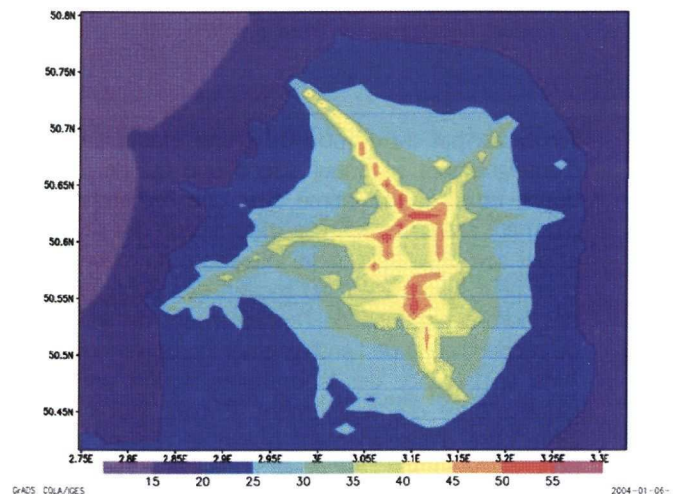 50.8N
50.75N
50.7N
50.65N
50.6N
50.55N
50.5N
50.45N
2.75E 2.8E 2.85E 2.9E 2.95E 3E 3.05E 3.1E 3.15E 3.2E 3.25E 3.3E
15 20 25 30 35 40 45 50 55
GrADS: COLA/IGES 2004-01-06-